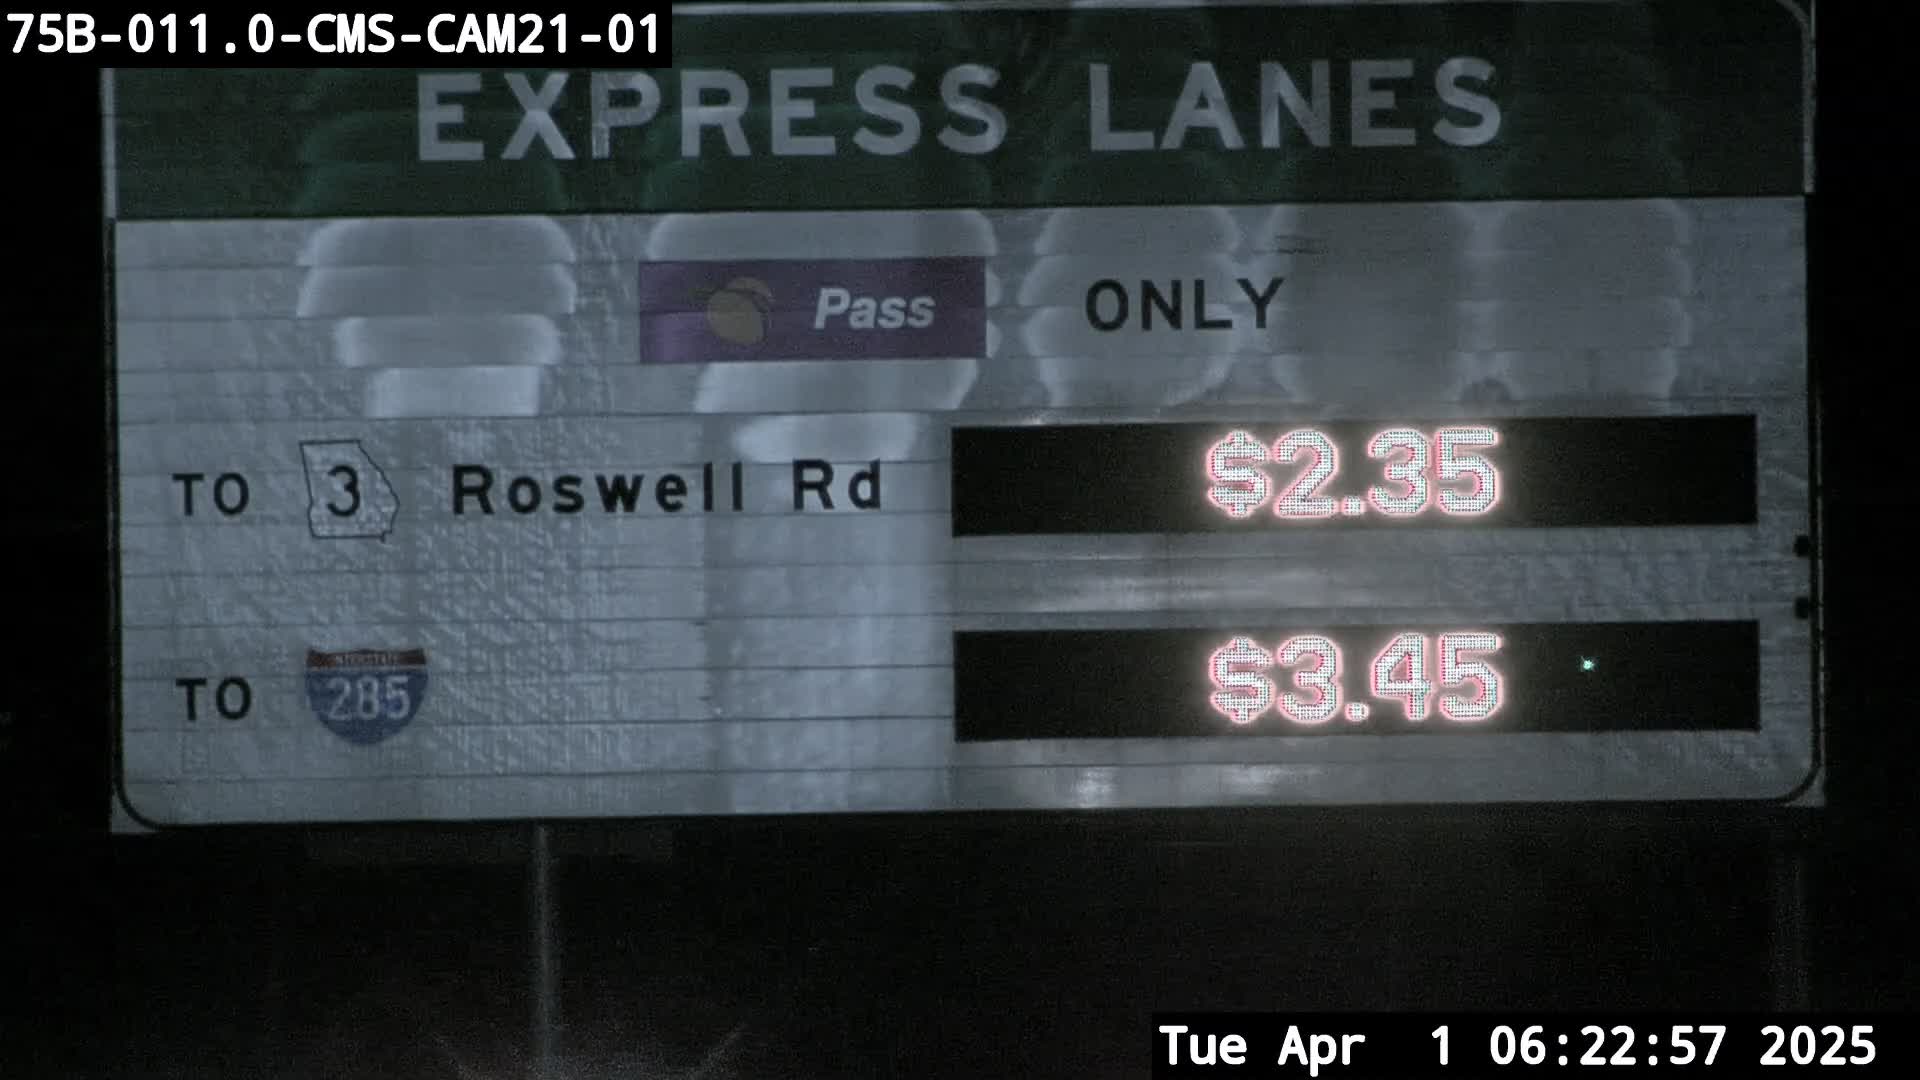 75B-011.0-CMS-CAM21-01
EXPRESS LANES
Pass ONLY
TO 3 Roswell Rd $2.35
INTERSTATE
TO 285 $3.45
Tue Apr 1 06:22:57 2025